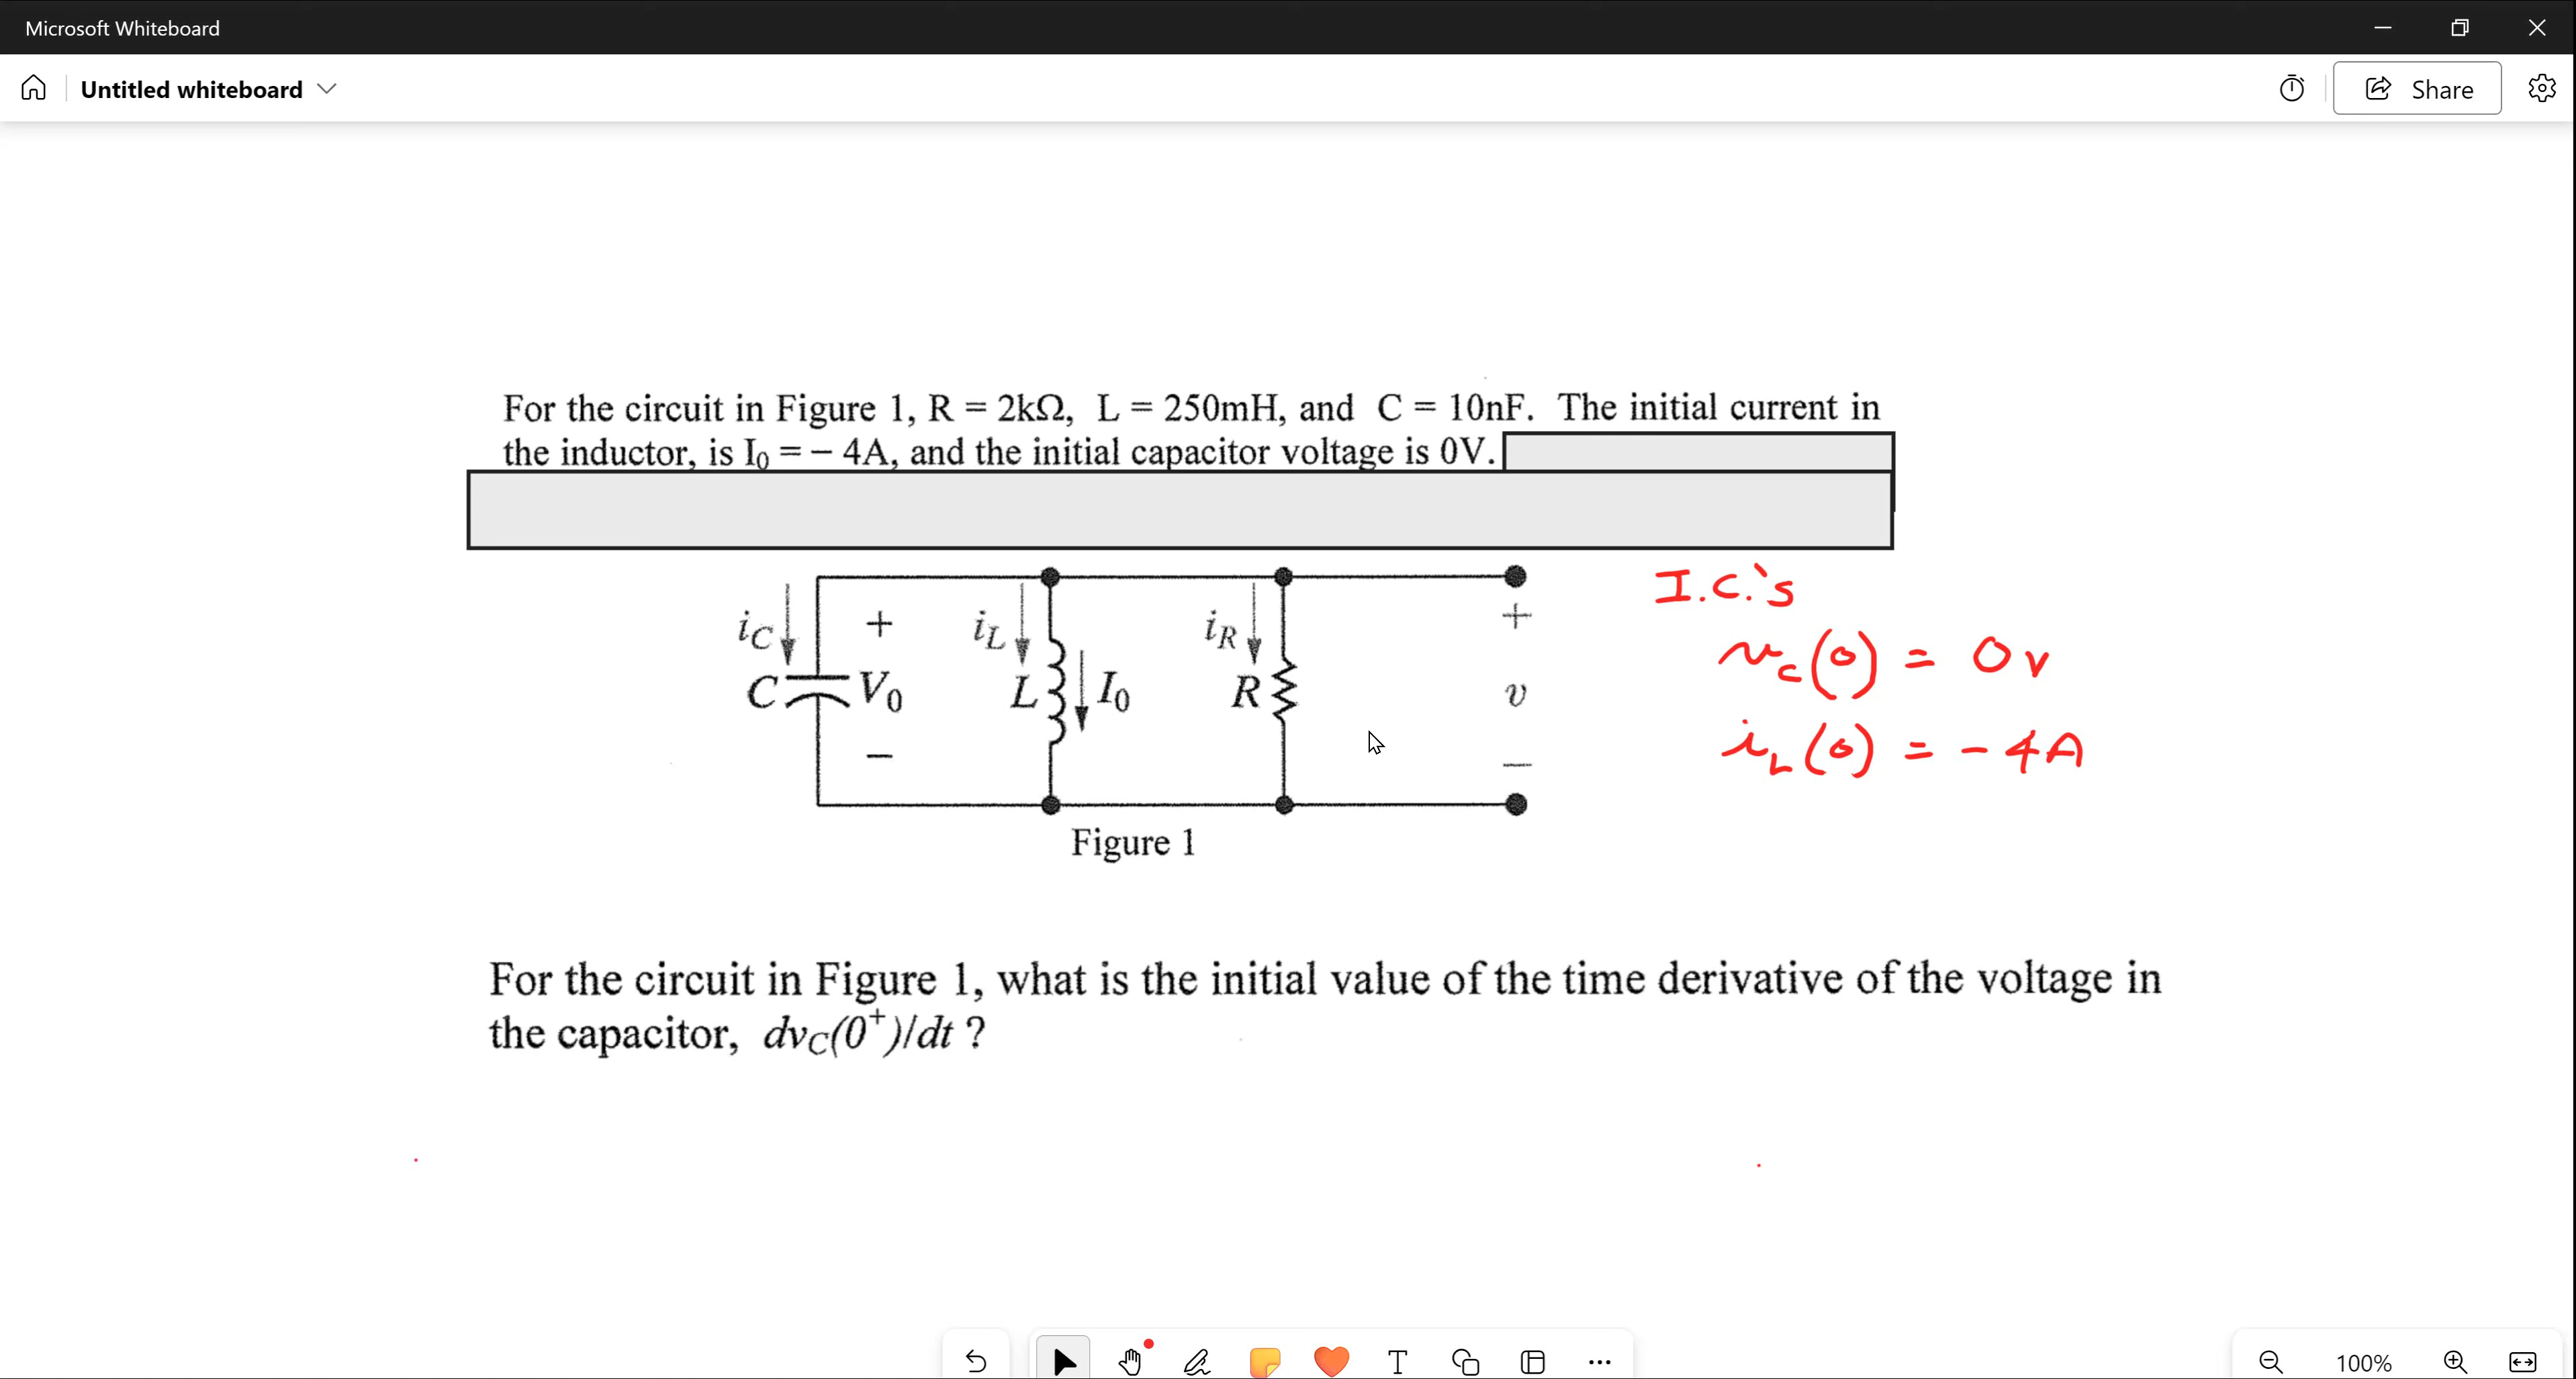 Microsoft Whiteboard
Untitled whiteboard
Share
For the circuit in Figure 1, R = 2kΩ, L = 250mH, and C = 10nF. The initial current in
the inductor, is I₀ = − 4A, and the initial capacitor voltage is 0V.
iC
+
V₀
−
C
iL
L
I₀
iR
R
+
v
−
Figure 1
I.C.'s
vc(0) = 0v
iL(0) = -4A
For the circuit in Figure 1, what is the initial value of the time derivative of the voltage in
the capacitor, dvC(0⁺)/dt ?
T
100%